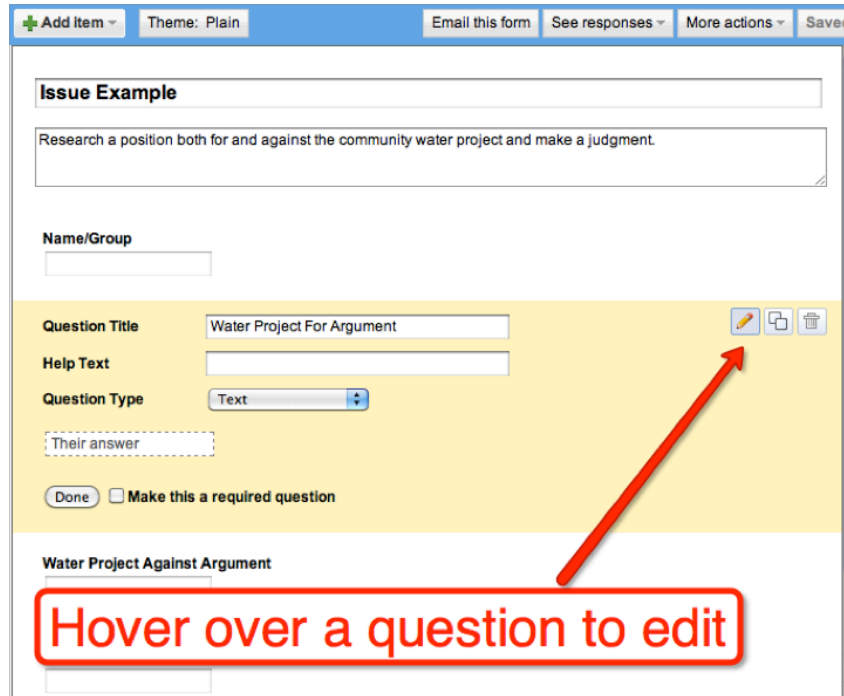 Add item Theme: Plain Email this form See responses More actions Saved
Issue Example
Research a position both for and against the community water project and make a judgment.
Name/Group
Question Title Water Project For Argument
Help Text
Question Type Text
Their answer
Done Make this a required question
Water Project Against Argument
Hover over a question to edit